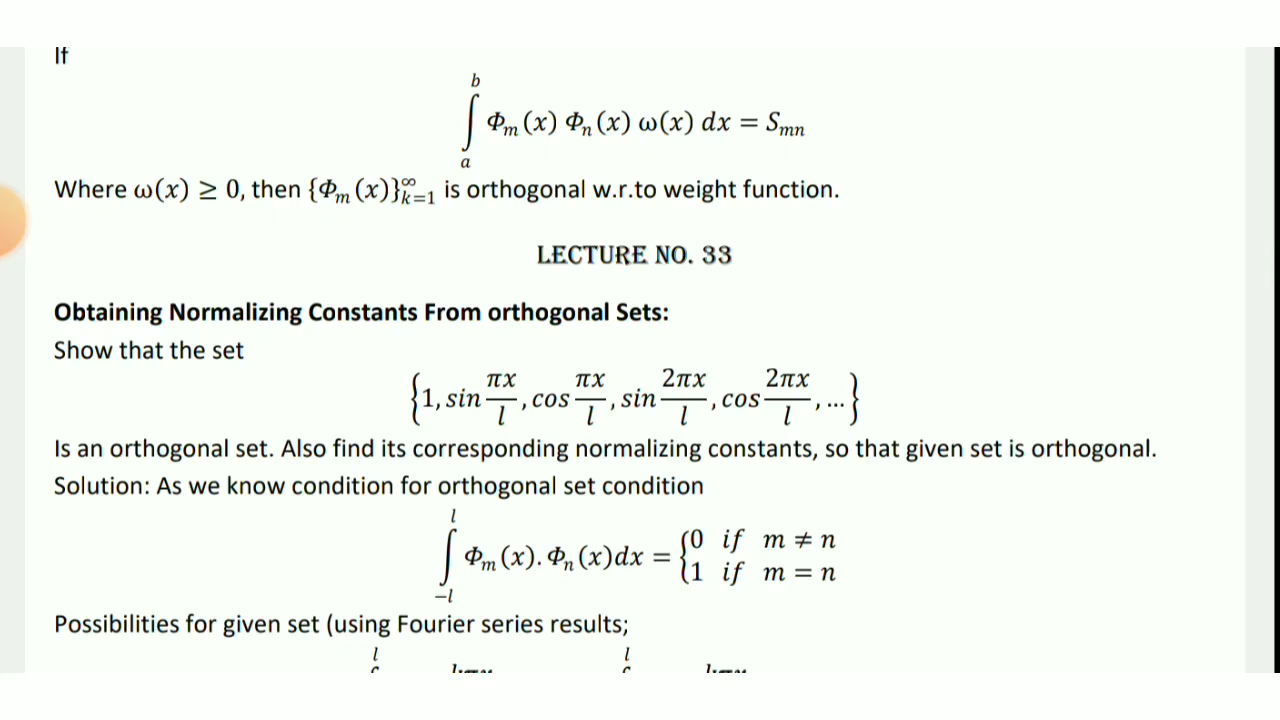 If
∫_a^b Φ_m(x) Φ_n(x) ω(x) dx = S_mn
Where ω(x) ≥ 0, then {Φ_m(x)}_{k=1}^∞ is orthogonal w.r.to weight function.
LECTURE NO. 33
Obtaining Normalizing Constants From orthogonal Sets:
Show that the set
{1, sin πx/l, cos πx/l, sin 2πx/l, cos 2πx/l, ...}
Is an orthogonal set. Also find its corresponding normalizing constants, so that given set is orthogonal.
Solution: As we know condition for orthogonal set condition
∫_{-l}^l Φ_m(x). Φ_n(x)dx = {0 if m ≠ n
1 if m = n
Possibilities for given set (using Fourier series results;
l l